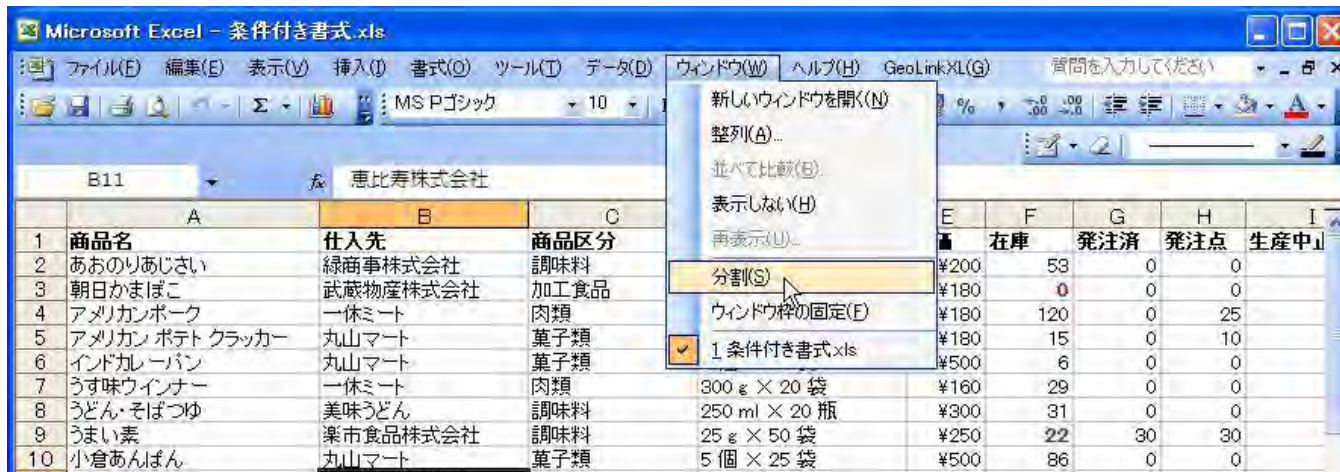 Microsoft Excel - 条件付き書式.xls
ファイル(F) 編集(E) 表示(V) 挿入(I) 書式(O) ツール(T) データ(D) ウィンドウ(W) ヘルプ(H) GeoLinkXL(G) 質問を入力してください
MS Pゴシック 10
新しいウィンドウを開く(N)
整列(A)...
並べて比較(B)...
表示しない(H)
再表示(U)...
分割(S)
ウィンドウ枠の固定(F)
1 条件付き書式.xls
B11 fx 恵比寿株式会社
A B C E F G H I
1 商品名 仕入先 商品区分 在庫 発注済 発注点 生産中止
2 あおのりあじさい 緑商事株式会社 調味料 ¥200 53 0 0
3 朝日かまぼこ 武蔵物産株式会社 加工食品 ¥180 0 0 0
4 アメリカンポーク 一休ミート 肉類 ¥180 120 0 25
5 アメリカン ポテト クラッカー 丸山マート 菓子類 ¥180 15 0 10
6 インドカレーパン 丸山マート 菓子類 ¥500 6 0 0
7 うす味ウインナー 一休ミート 肉類 300 g × 20 袋 ¥160 29 0 0
8 うどん・そばつゆ 美味うどん 調味料 250 ml × 20 瓶 ¥300 31 0 0
9 うまい素 楽市食品株式会社 調味料 25 g × 50 袋 ¥250 22 30 30
10 小倉あんぱん 丸山マート 菓子類 5 個 × 25 袋 ¥500 86 0 0